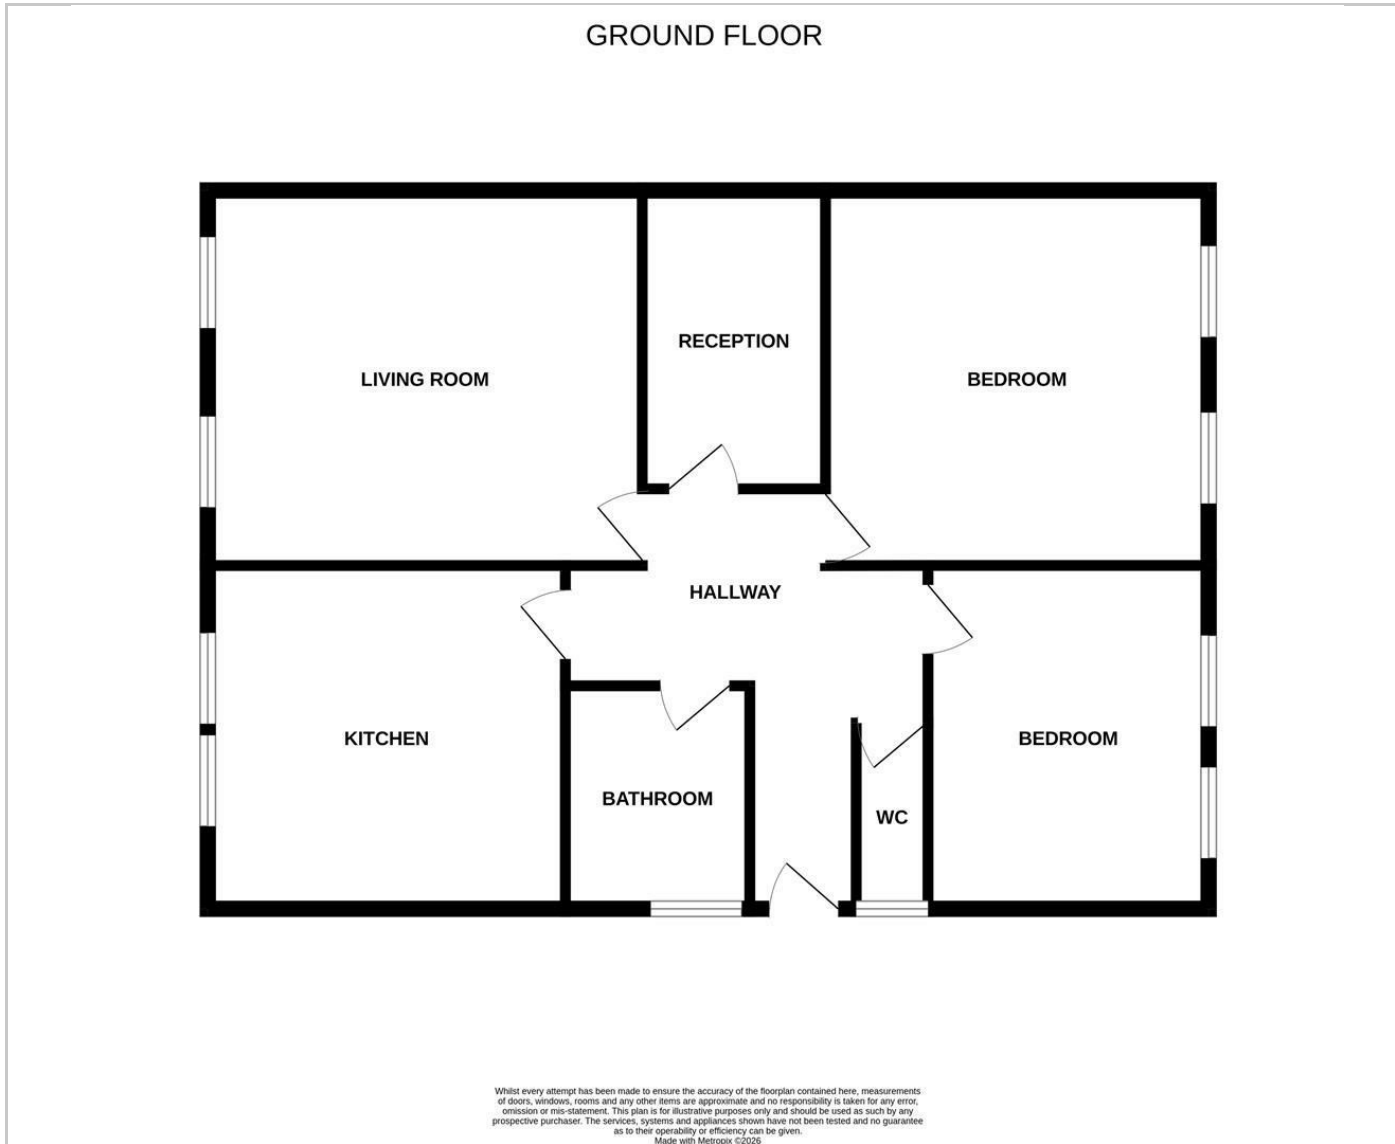 GROUND FLOOR
RECEPTION
LIVING ROOM
BEDROOM
HALLWAY
KITCHEN
BEDROOM
BATHROOM
WC
Whilst every attempt has been made to ensure the accuracy of the floorplan contained here, measurements
of doors, windows, rooms and any other items are approximate and no responsibility is taken for any error,
omission or mis-statement. This plan is for illustrative purposes only and should be used as such by any
prospective purchaser. The services, systems and appliances shown have not been tested and no guarantee
as to their operability or efficiency can be given.
Made with Metropix ©2026